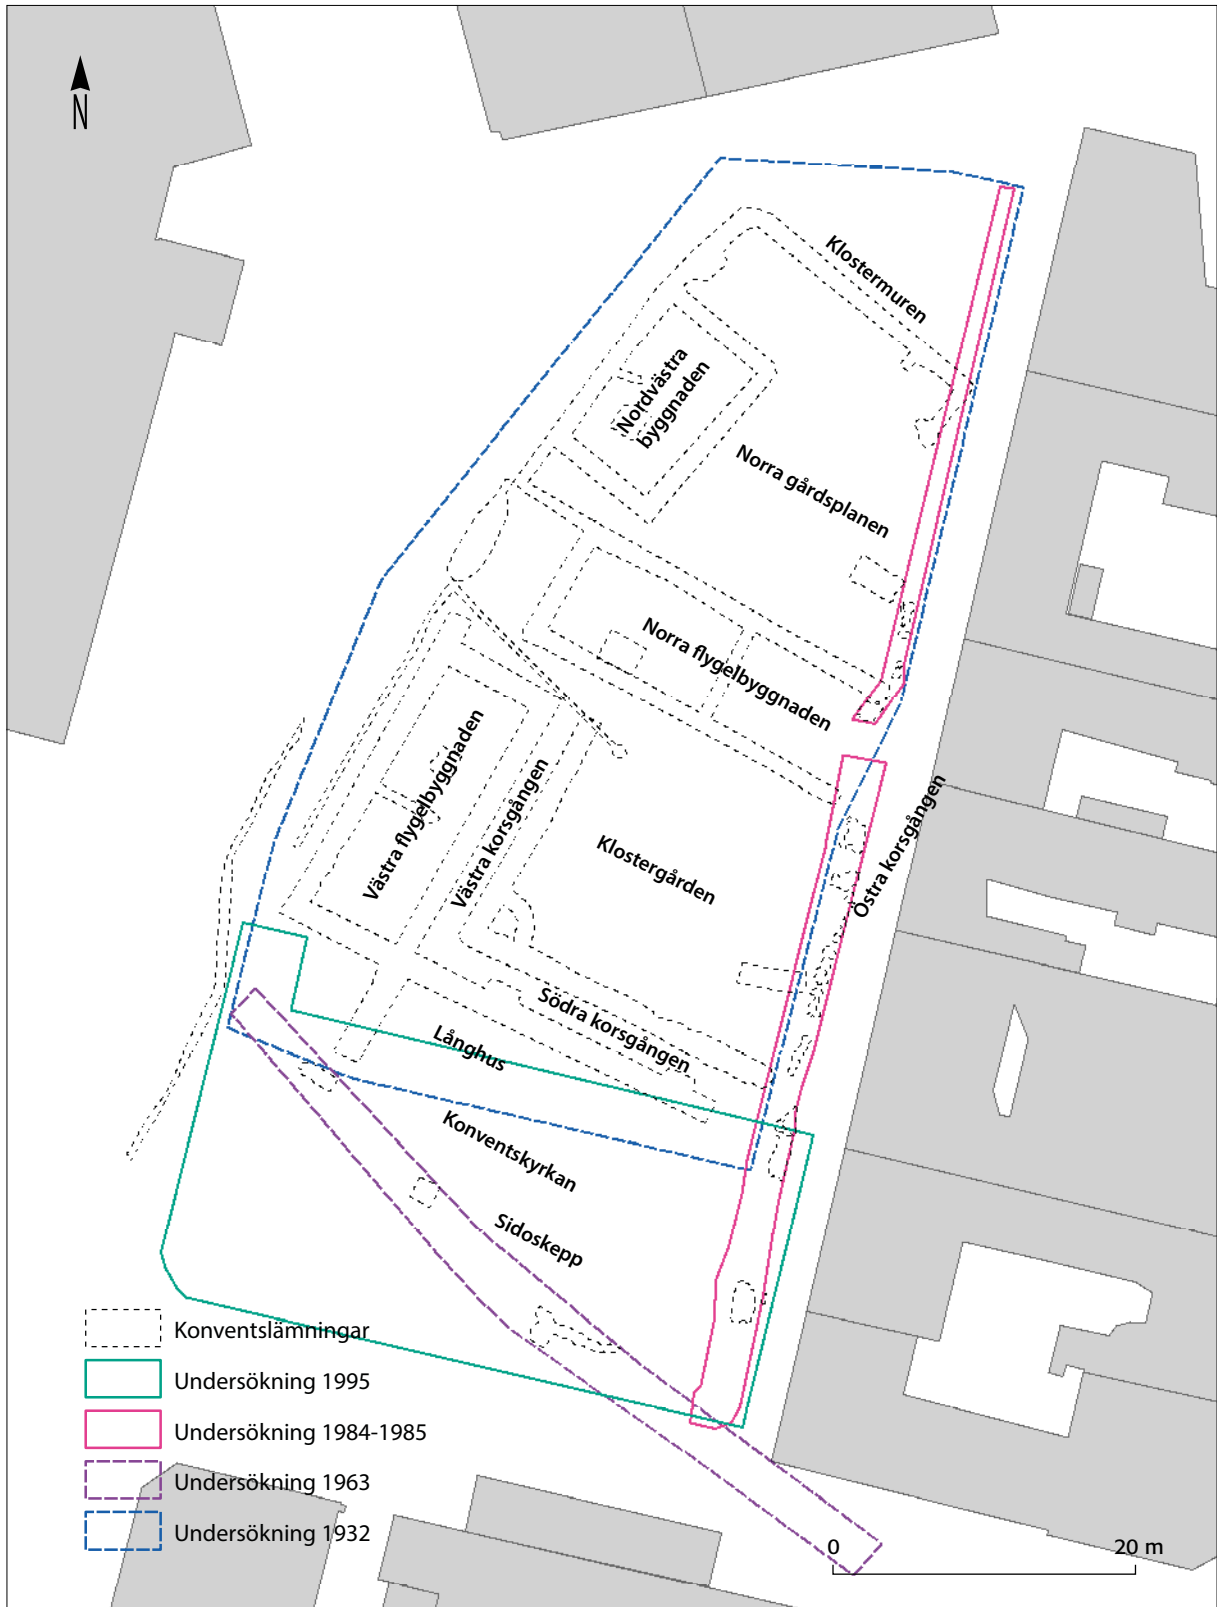 N
Klostermuren
Nordvästra
byggnaden
Norra gårdsplanen
Norra flygelbyggnaden
Västra flygelbyggnaden
Västra korsgången
Klostergården
Östra korsgången
Södra korsgången
Långhus
Konventskyrkan
Sidoskepp
Konventslämningar
Undersökning 1995
Undersökning 1984-1985
Undersökning 1963
Undersökning 1932
0 20 m